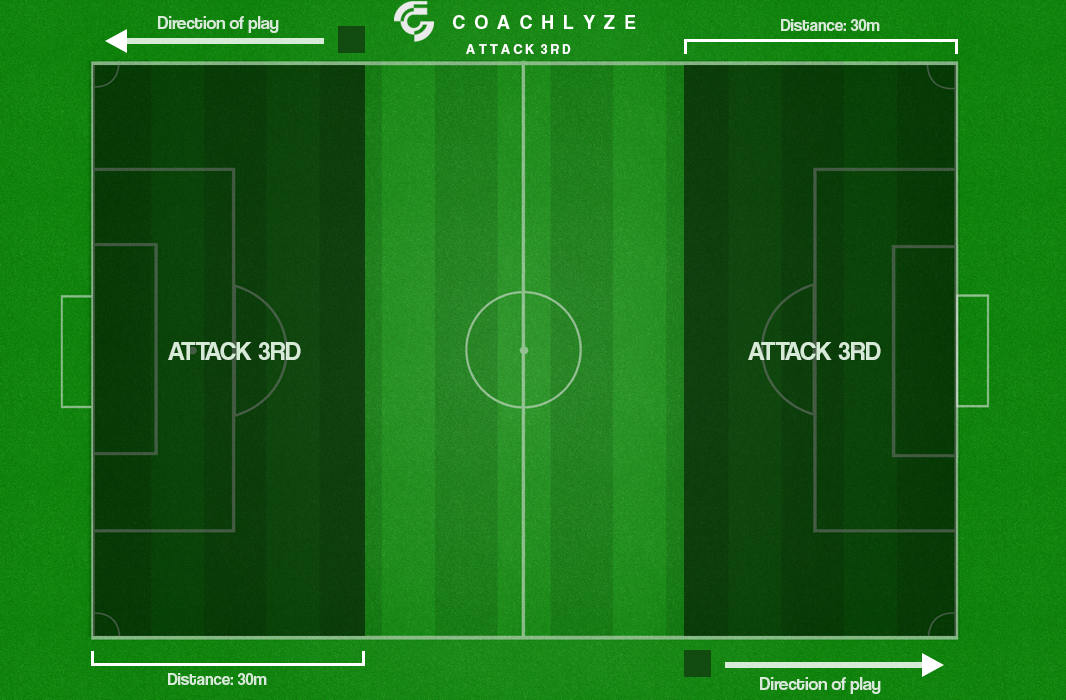 Direction of play
COACHLYZE
ATTACK 3RD
Distance: 30m
ATTACK 3RD
ATTACK 3RD
Distance: 30m
Direction of play